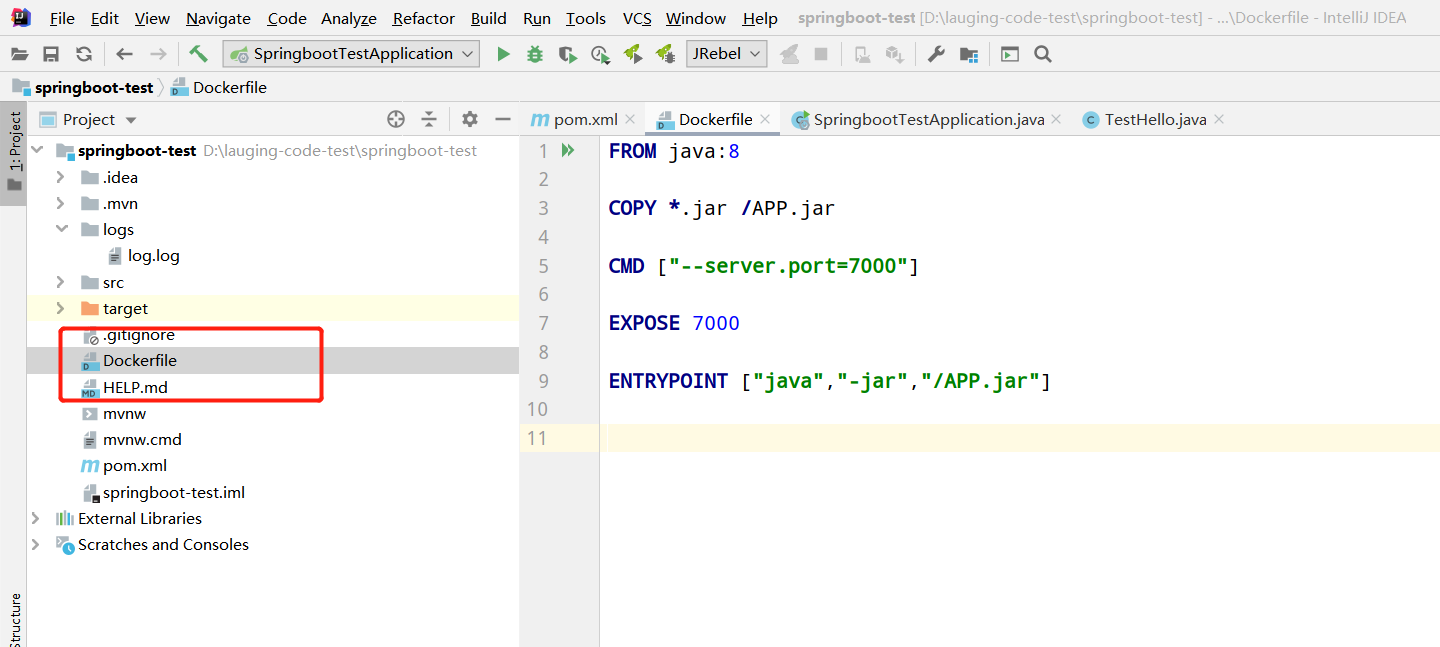 File Edit View Navigate Code Analyze Refactor Build Run Tools VCS Window Help springboot-test [D:\lauging-code-test\springboot-test] - ...\Dockerfile - IntelliJ IDEA
SpringbootTestApplication JRebel
springboot-test Dockerfile
1: Project
Project
pom.xml Dockerfile SpringbootTestApplication.java TestHello.java
springboot-test D:\lauging-code-test\springboot-test
.idea
.mvn
logs
log.log
src
target
.gitignore
Dockerfile
HELP.md
mvnw
mvnw.cmd
pom.xml
springboot-test.iml
External Libraries
Scratches and Consoles
Structure
1 FROM java:8
2
3 COPY *.jar /APP.jar
4
5 CMD ["--server.port=7000"]
6
7 EXPOSE 7000
8
9 ENTRYPOINT ["java","-jar","/APP.jar"]
10
11